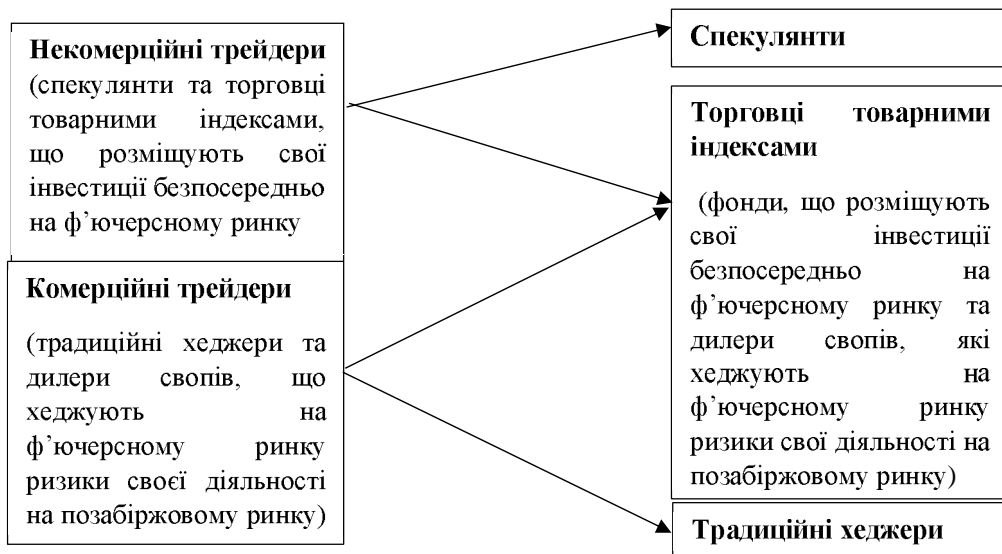 Некомерційні трейдери
(спекулянти та торговці
товарними індексами,
що розміщують свої
інвестиції безпосередньо
на ф’ючерсному ринку
Комерційні трейдери
(традиційні хеджери та
дилери свопів, що
хеджують на
ф’ючерсному ринку
ризики своєї діяльності
на позабіржовому ринку)
Спекулянти
Торговці товарними
індексами
(фонди, що розміщують
свої інвестиції
безпосередньо на
ф’ючерсному ринку та
дилери свопів, які
хеджують на
ф’ючерсному ринку
ризики свої діяльності на
позабіржовому ринку)
Традиційні хеджери